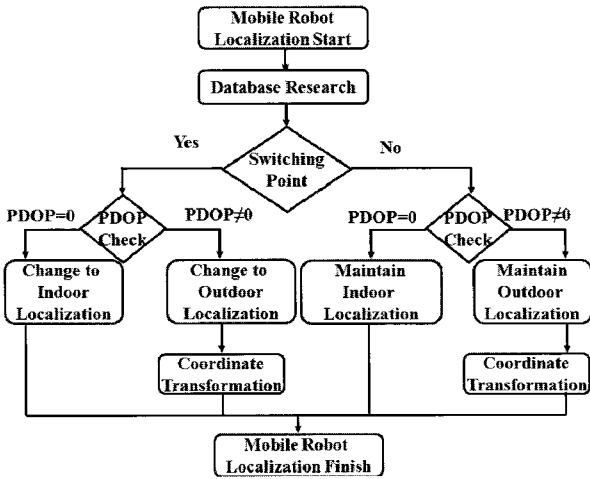 Mobile Robot
Localization Start
Database Research
Yes
No
Switching
Point
PDOP=0
PDOP
Check
PDOP≠0
PDOP=0
PDOP
Check
PDOP≠0
Change to
Indoor
Localization
Change to
Outdoor
Localization
Maintain
Indoor
Localization
Maintain
Outdoor
Localization
Coordinate
Transformation
Coordinate
Transformation
Mobile Robot
Localization Finish